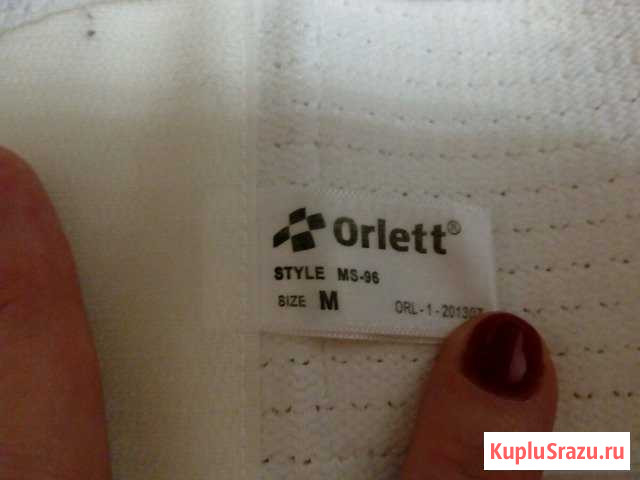 Orlett®
STYLE MS-96
SIZE M
ORL-1-201307
KupluSrazu.ru